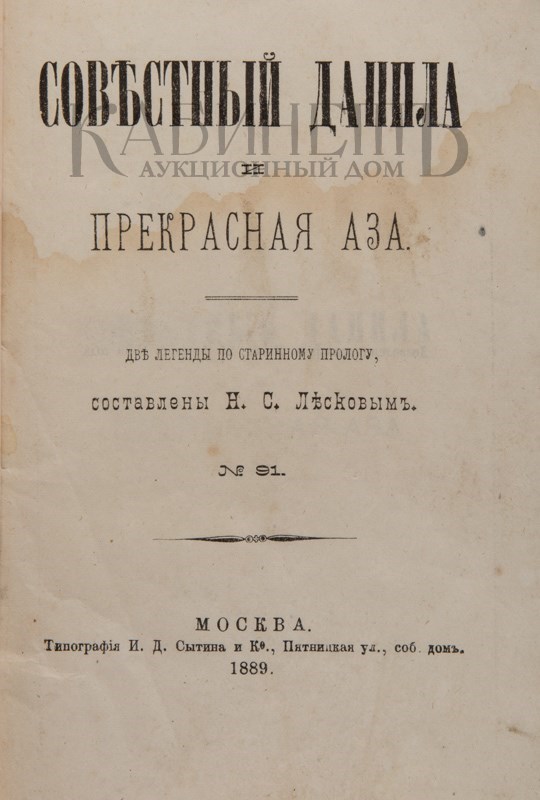 СОВѢСТНЫЙ ДАНИЛА
КАБИНЕТЪ
АУКЦИОННЫЙ ДОМ
И
ПРЕКРАСНАЯ АЗА.
ДВѢ ЛЕГЕНДЫ ПО СТАРИННОМУ ПРОЛОГУ,
составлены Н. С. Лѣсковымъ.
№ 91.
МОСКВА.
Типографія И. Д. Сытина и Кº., Пятницкая ул., соб. домъ.
1889.